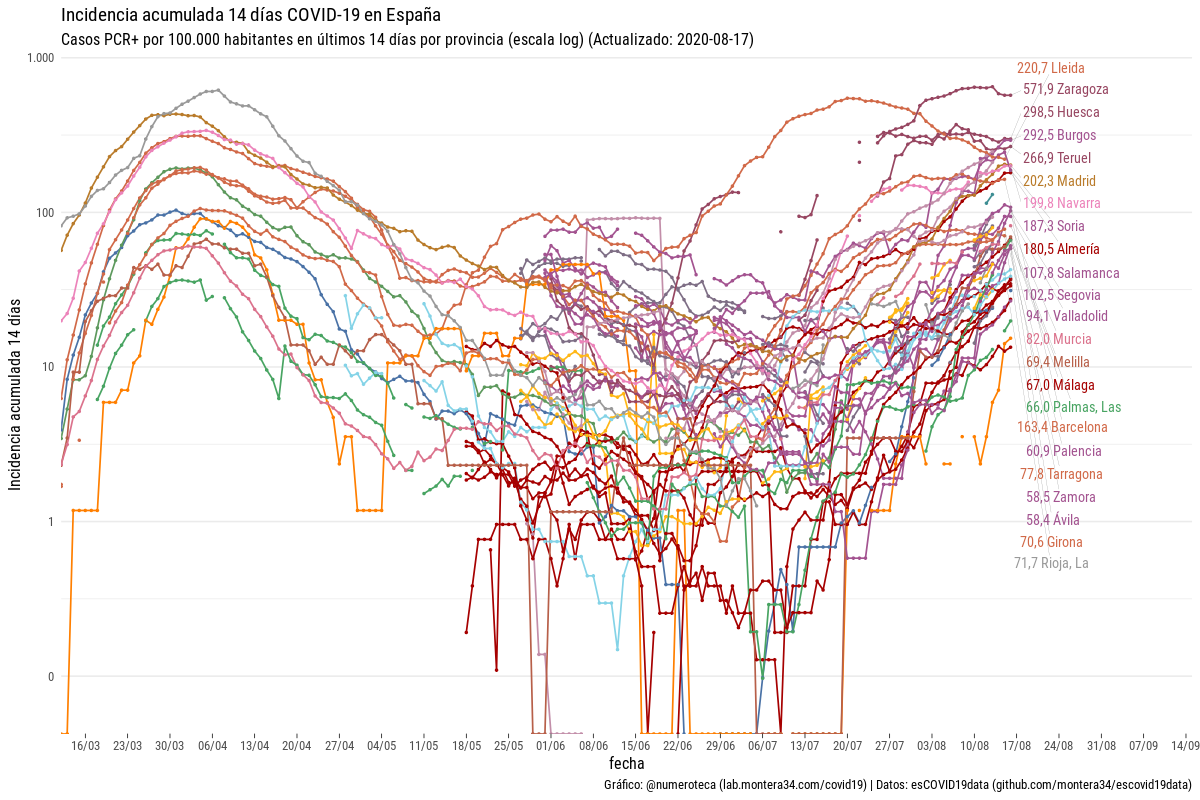 Incidencia acumulada 14 días COVID-19 en España
Casos PCR+ por 100.000 habitantes en últimos 14 días por provincia (escala log) (Actualizado: 2020-08-17)
Incidencia acumulada 14 días
1.000
100
10
1
0
220,7 Lleida
571,9 Zaragoza
298,5 Huesca
292,5 Burgos
266,9 Teruel
202,3 Madrid
199,8 Navarra
187,3 Soria
180,5 Almería
107,8 Salamanca
102,5 Segovia
94,1 Valladolid
82,0 Murcia
69,4 Melilla
67,0 Málaga
66,0 Palmas, Las
163,4 Barcelona
60,9 Palencia
77,8 Tarragona
58,5 Zamora
58,4 Ávila
70,6 Girona
71,7 Rioja, La
16/03 23/03 30/03 06/04 13/04 20/04 27/04 04/05 11/05 18/05 25/05 01/06 08/06 15/06 22/06 29/06 06/07 13/07 20/07 27/07 03/08 10/08 17/08 24/08 31/08 07/09 14/09
fecha
Gráfico: @numeroteca (lab.montera34.com/covid19) | Datos: esCOVID19data (github.com/montera34/escovid19data)